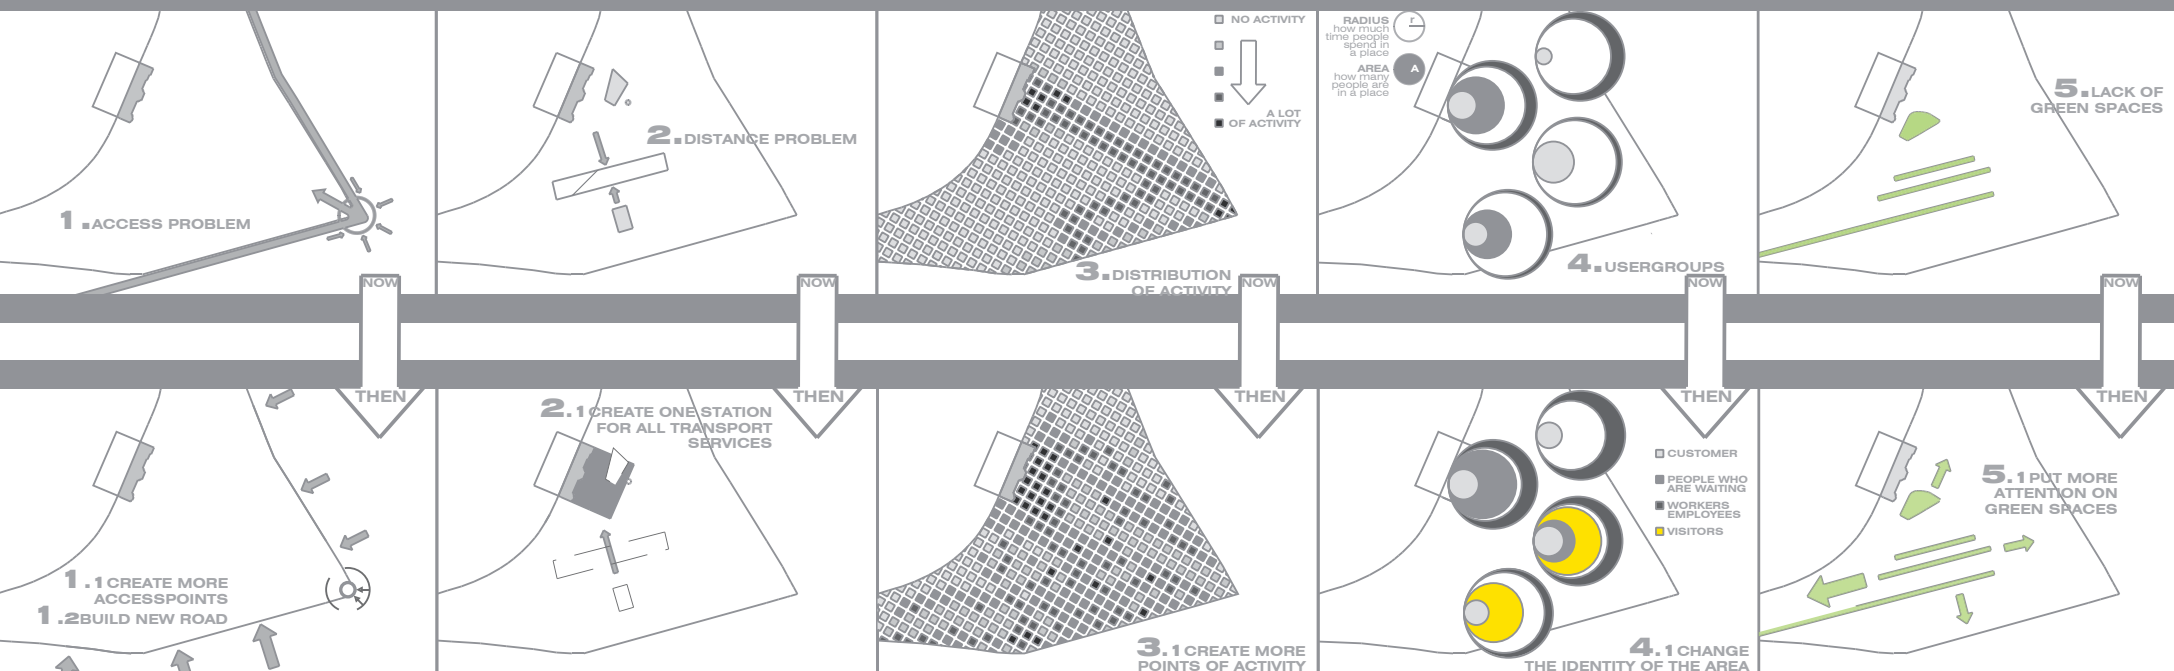 1. ACCESS PROBLEM
NOW
2. DISTANCE PROBLEM
NOW
NO ACTIVITY
A LOT
OF ACTIVITY
3. DISTRIBUTION
OF ACTIVITY
NOW
RADIUS
how much
time people
spend in
a place
r
AREA
how many
people are
in a place
A
4. USERGROUPS
NOW
5. LACK OF
GREEN SPACES
NOW
THEN
1.1 CREATE MORE
ACCESSPOINTS
1.2 BUILD NEW ROAD
THEN
2.1 CREATE ONE STATION
FOR ALL TRANSPORT
SERVICES
THEN
3.1 CREATE MORE
POINTS OF ACTIVITY
THEN
CUSTOMER
PEOPLE WHO
ARE WAITING
WORKERS
EMPLOYEES
VISITORS
4.1 CHANGE
THE IDENTITY OF THE AREA
THEN
5.1 PUT MORE
ATTENTION ON
GREEN SPACES